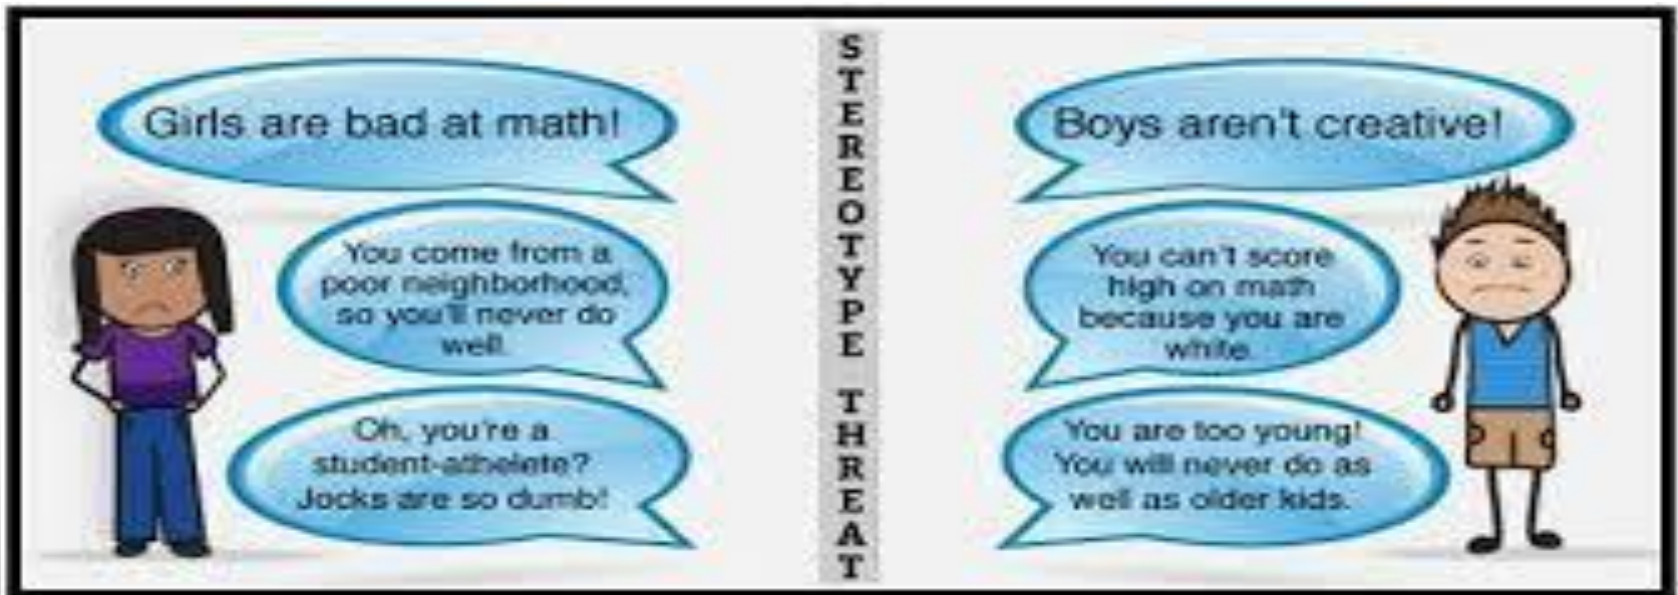 Girls are bad at math!
You come from a
poor neighborhood,
so you'll never do
well.
Oh, you're a
student-athelete?
Jocks are so dumb!
STEREOTYPE THREAT
Boys aren't creative!
You can't score
high on math
because you are
white.
You are too young!
You will never do as
well as older kids.